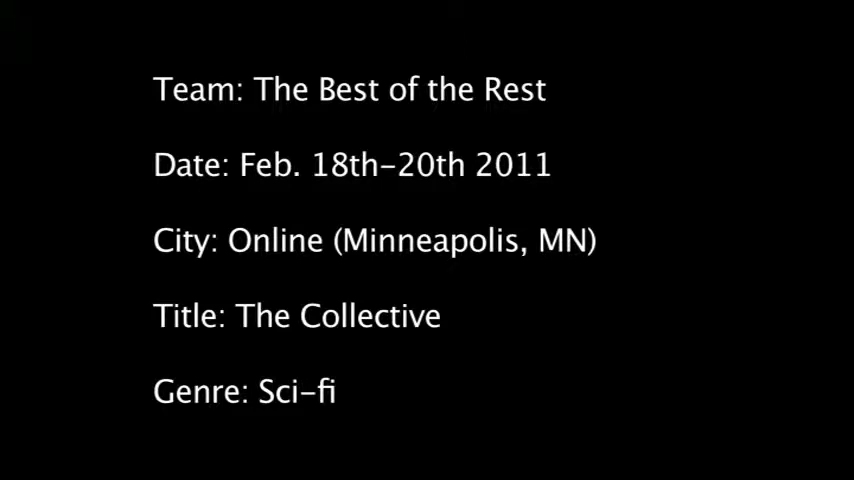 Team: The Best of the Rest
Date: Feb. 18th-20th 2011
City: Online (Minneapolis, MN)
Title: The Collective
Genre: Sci-fi